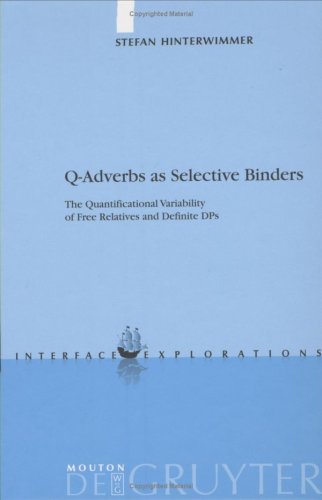 STEFAN HINTERWIMMER
Q-Adverbs as Selective Binders
The Quantificational Variability
of Free Relatives and Definite DPs
INTERFACE EXPLORATIONS
MOUTON
DE GRUYTER